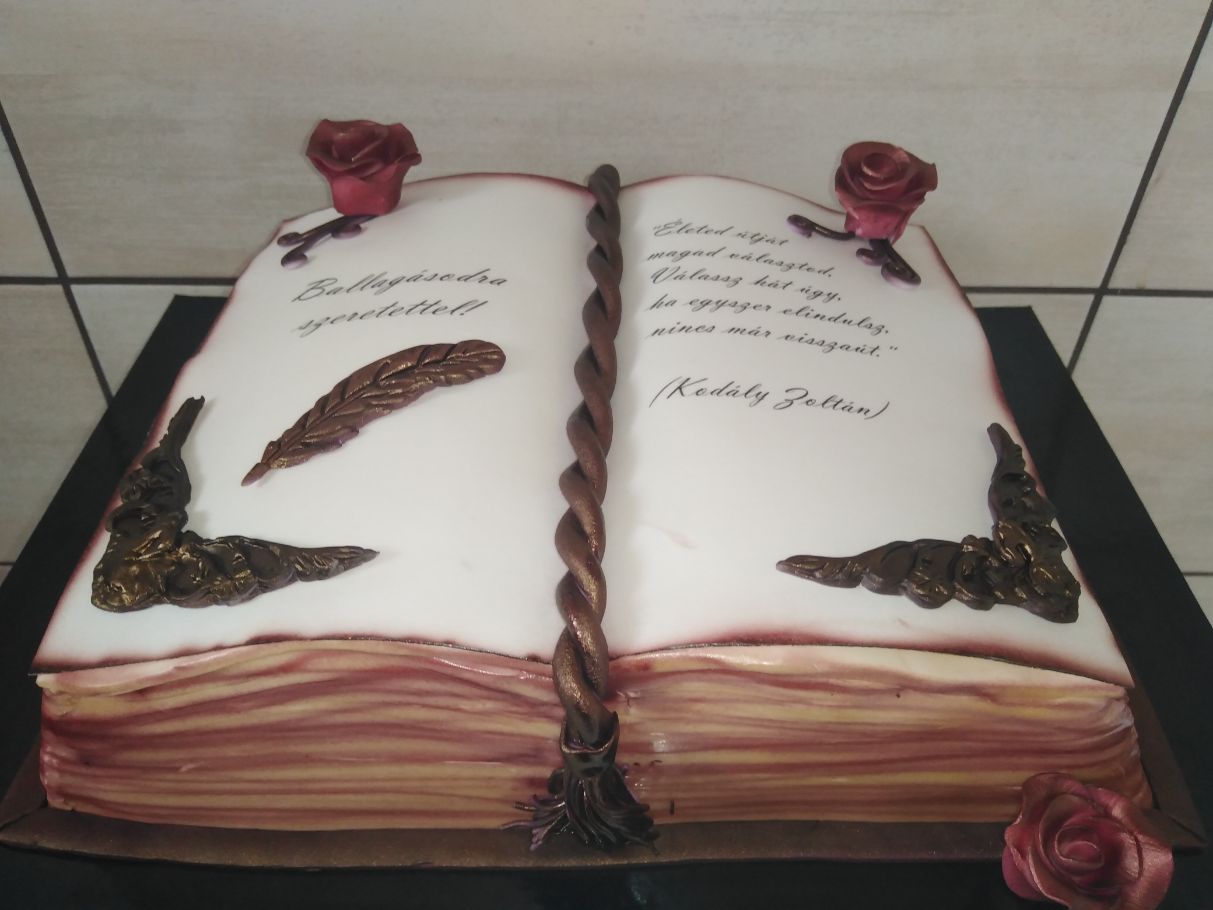 Ballagásodra
szeretettel!
"Életed útját
magad választod.
Válassz hát úgy,
ha egyszer elindulsz,
nincs már visszaút."
(Kodály Zoltán)